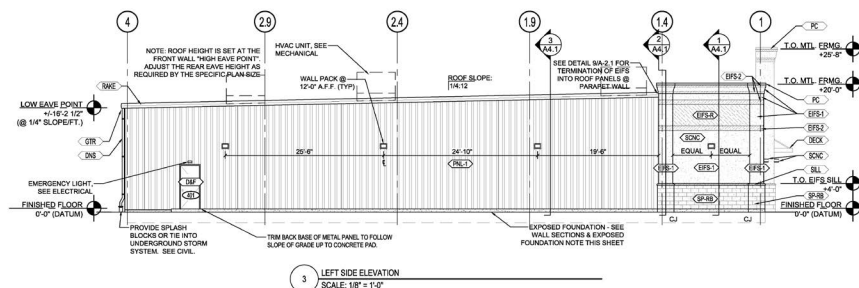 4
2.9
2.4
1.9
1.4
1
3
A4.1
2
A4.1
1
A4.1
PC
T.O. MTL. FRMG.
+25'-8"
NOTE: ROOF HEIGHT IS SET AT THE
FRONT WALL "HIGH EAVE POINT".
ADJUST THE REAR EAVE HEIGHT AS
REQUIRED BY THE SPECIFIC PLAN SIZE
HVAC UNIT, SEE
MECHANICAL
WALL PACK @
12'-0" A.F.F. (TYP)
ROOF SLOPE:
1/4:12
SEE DETAIL 9/A-2.1 FOR
TERMINATION OF EIFS
INTO ROOF PANELS @
PARAPET WALL
EIFS-2
T.O. MTL. FRMG.
+20'-0"
RAKE
PC
LOW EAVE POINT
+/-16'-2 1/2"
(@ 1/4" SLOPE/FT.)
EIFS-R
EIFS-1
EIFS-2
GTR
DNS
SCNC
DECK
EQUAL
EQUAL
SCNC
25'-6"
24'-10"
19'-6"
PNL-1
EIFS-1
EIFS-1
EIFS-1
SILL
T.O. EIFS SILL
+4'-0"
EMERGENCY LIGHT,
SEE ELECTRICAL
D&F
401
SP-RB
SP-RB
FINISHED FLOOR
0'-0" (DATUM)
FINISHED FLOOR
0'-0" (DATUM)
CJ
CJ
PROVIDE SPLASH
BLOCKS OR TIE INTO
UNDERGROUND STORM
SYSTEM. SEE CIVIL.
TRIM BACK BASE OF METAL PANEL TO FOLLOW
SLOPE OF GRADE UP TO CONCRETE PAD.
EXPOSED FOUNDATION - SEE
WALL SECTIONS & EXPOSED
FOUNDATION NOTE THIS SHEET
3
LEFT SIDE ELEVATION
SCALE: 1/8" = 1'-0"